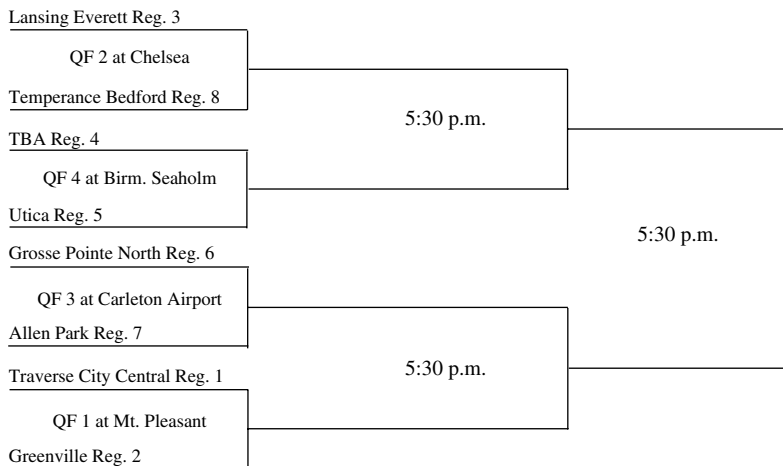 Lansing Everett Reg. 3
QF 2 at Chelsea
Temperance Bedford Reg. 8
5:30 p.m.
TBA Reg. 4
QF 4 at Birm. Seaholm
Utica Reg. 5
5:30 p.m.
Grosse Pointe North Reg. 6
QF 3 at Carleton Airport
Allen Park Reg. 7
5:30 p.m.
Traverse City Central Reg. 1
QF 1 at Mt. Pleasant
Greenville Reg. 2